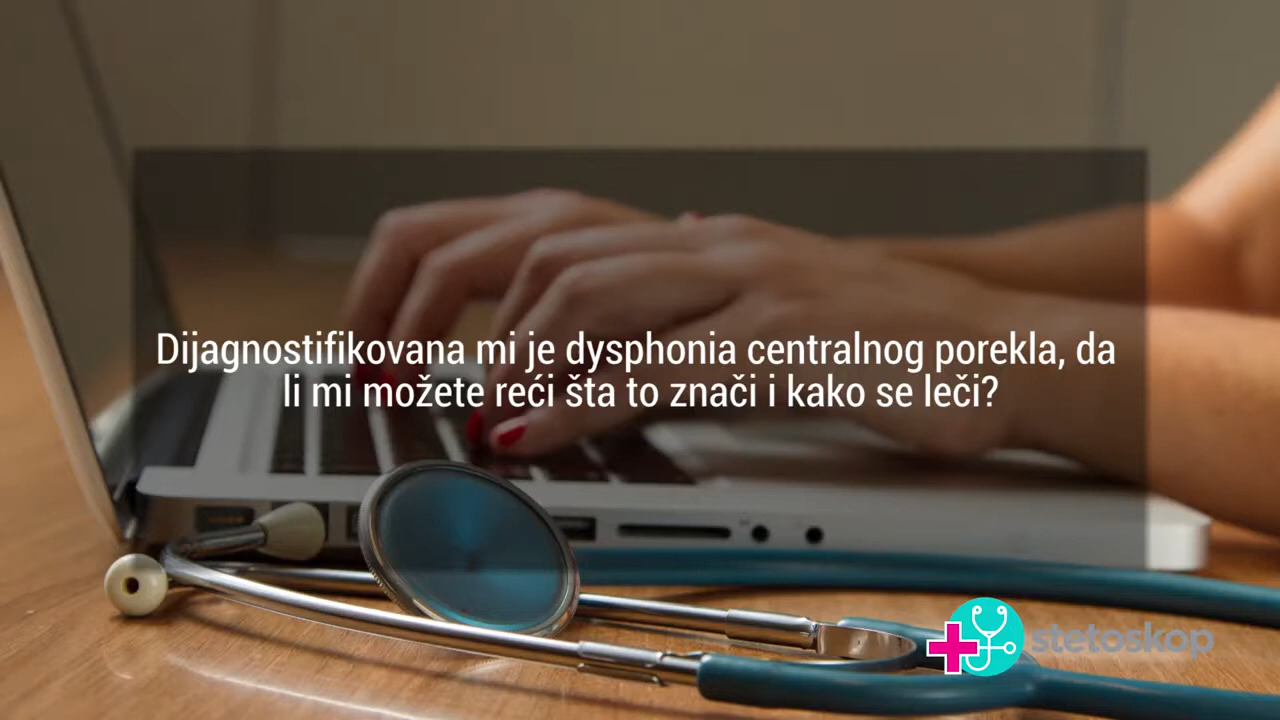 Dijagnostifikovana mi je dysphonia centralnog porekla, da
li mi možete reći šta to znači i kako se leči?
stetoskop